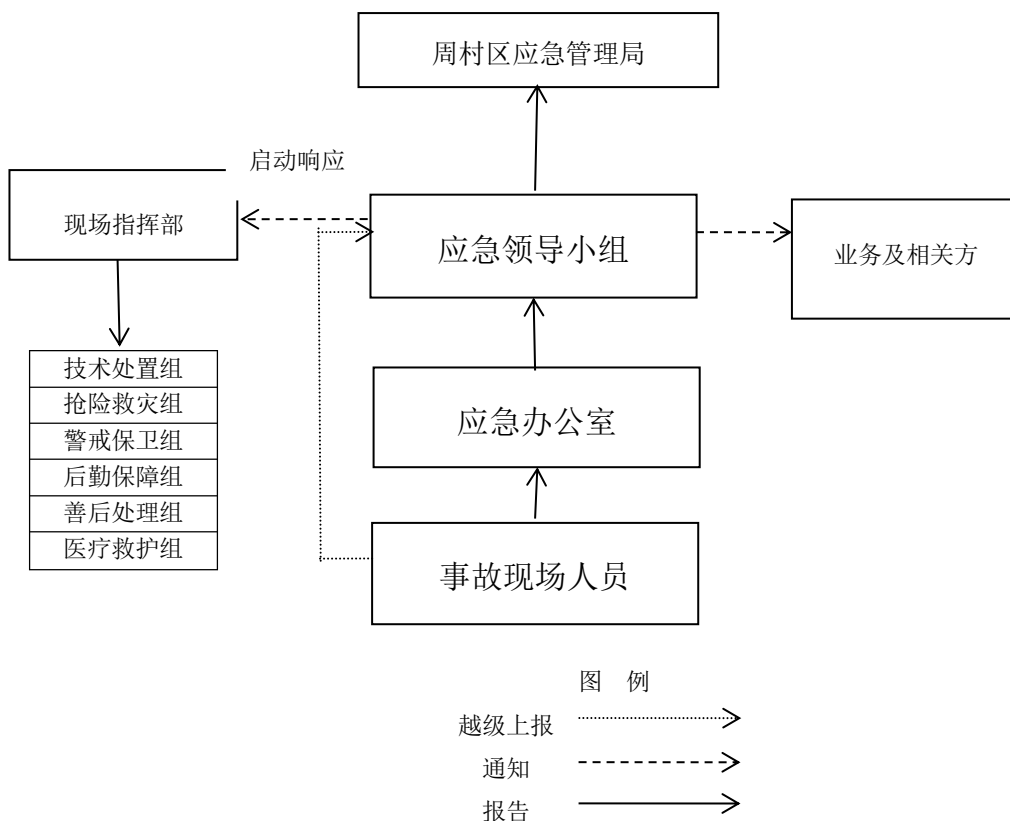 周村区应急管理局
启动响应
现场指挥部
应急领导小组
业务及相关方
技术处置组
抢险救灾组
警戒保卫组
后勤保障组
善后处理组
医疗救护组
应急办公室
事故现场人员
图 例
越级上报
通知
报告